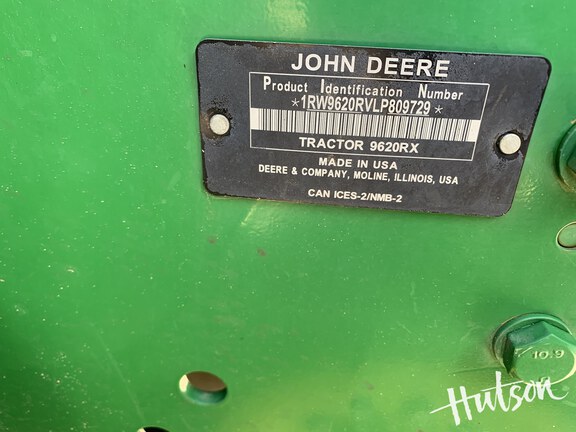 JOHN DEERE
Product Identification Number
*1RW9620RVLP809729*
TRACTOR 9620RX
MADE IN USA
DEERE & COMPANY, MOLINE, ILLINOIS, USA
CAN ICES-2/NMB-2
10.9
Hutson